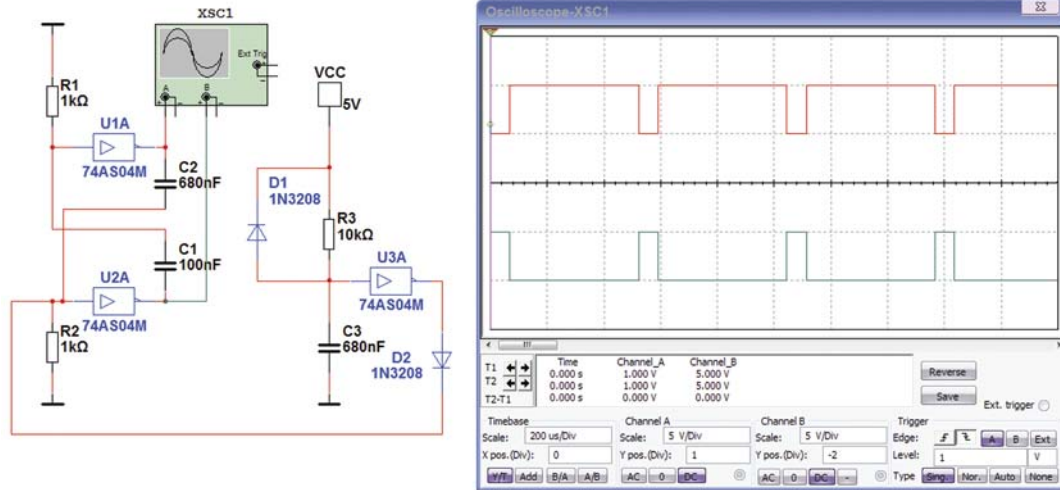 XSC1
Ext Trig
A
B
R1
1kΩ
U1A
74AS04M
C2
680nF
C1
100nF
U2A
74AS04M
R2
1kΩ
VCC
5V
D1
1N3208
R3
10kΩ
U3A
74AS04M
C3
680nF
D2
1N3208
Oscilloscope-XSC1
Time Channel_A Channel_B
T1 0.000 s 1.000 V 5.000 V
T2 0.000 s 1.000 V 5.000 V
T2-T1 0.000 s 0.000 V 0.000 V
Reverse
Save
Ext. trigger
Timebase
Scale: 200 us/Div
X pos.(Div): 0
Y/T Add B/A A/B
Channel A
Scale: 5 V/Div
Y pos.(Div): 1
AC 0 DC
Channel B
Scale: 5 V/Div
Y pos.(Div): -2
AC 0 DC -
Trigger
Edge: A B Ext
Level: 1 V
Type Sing. Nor. Auto None